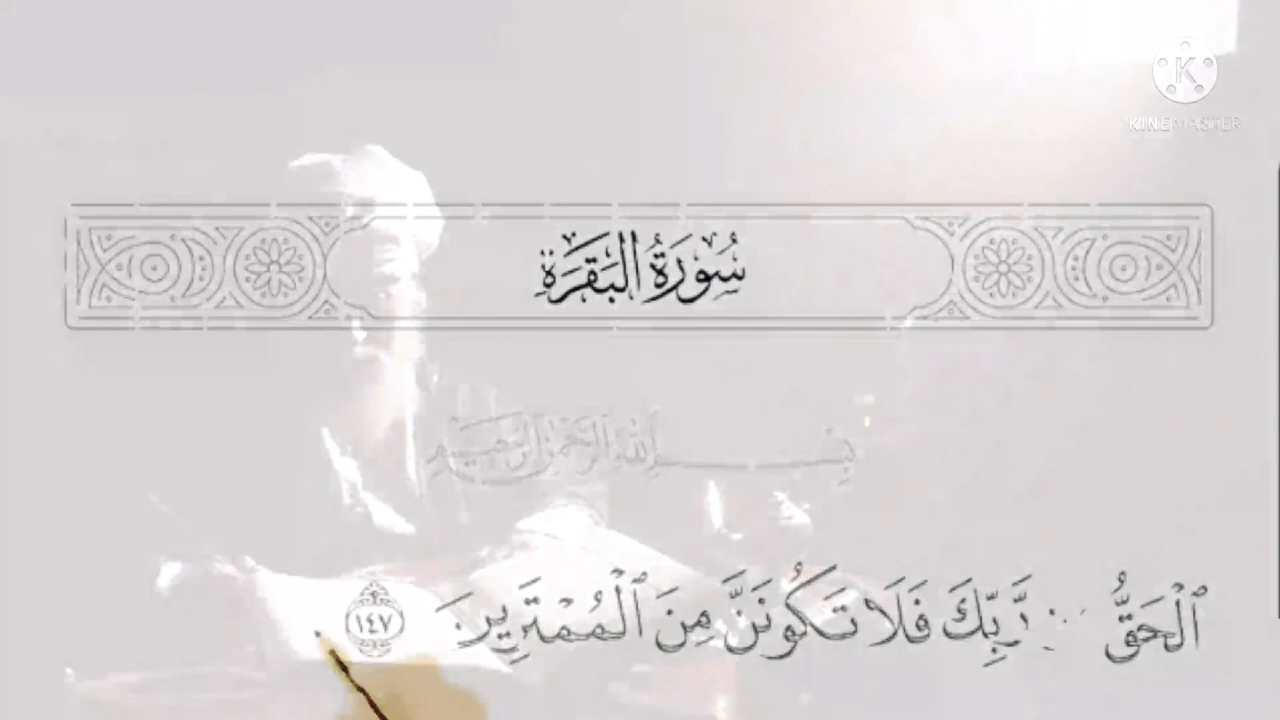 KINEMASTER
سُورَةُ البَقَرَةِ
بِسْمِ اللَّهِ الرَّحْمَٰنِ الرَّحِيمِ
ٱلْحَقُّ رَّبِّكَ فَلَا تَكُونَنَّ مِنَ ٱلْمُمْتَرِينَ ١٤٧